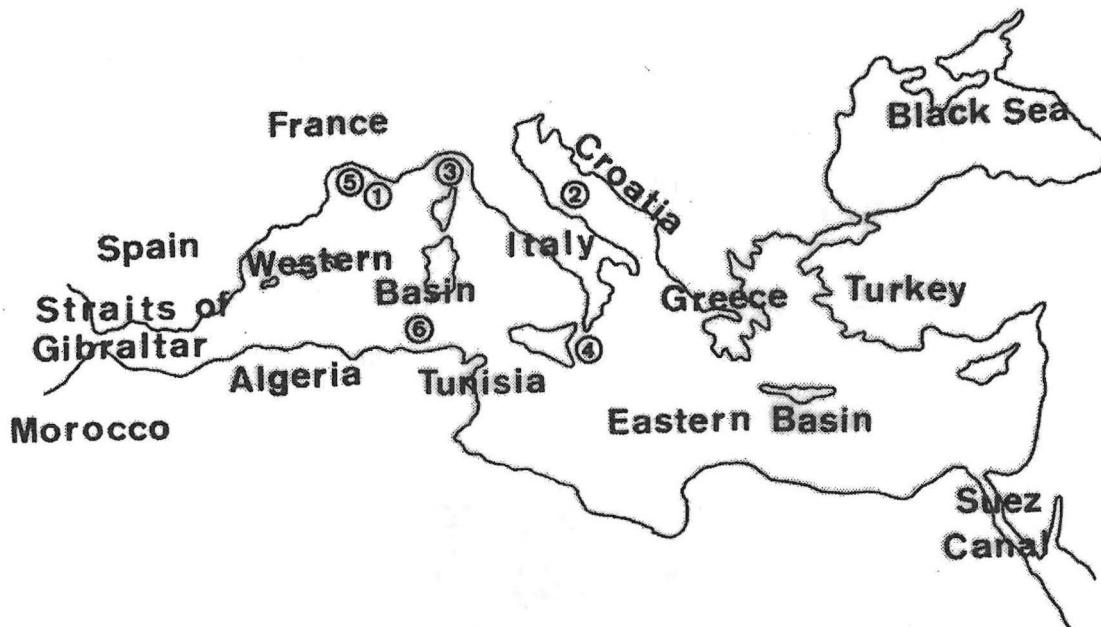 Black Sea
France
Croatia
⑤
①
③
②
Spain
Western
Basin
Italy
Straits of
Gibraltar
Greece
Turkey
⑥
④
Algeria
Tunisia
Morocco
Eastern Basin
Suez
Canal